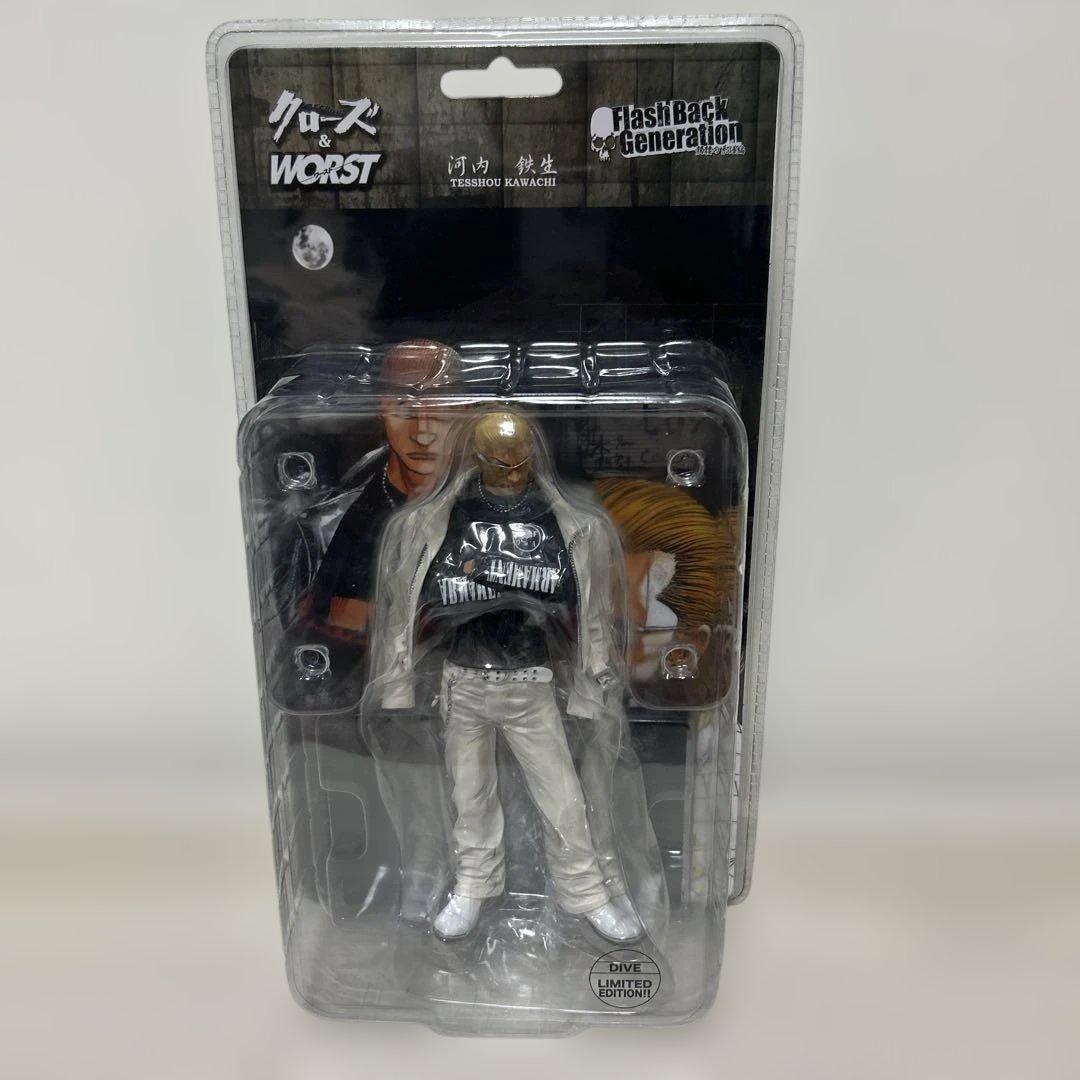 クローズ
&
WORST
河内 鉄生
TESSHOU KAWACHI
FlashBack
Generation
DIVE
LIMITED
EDITION!!